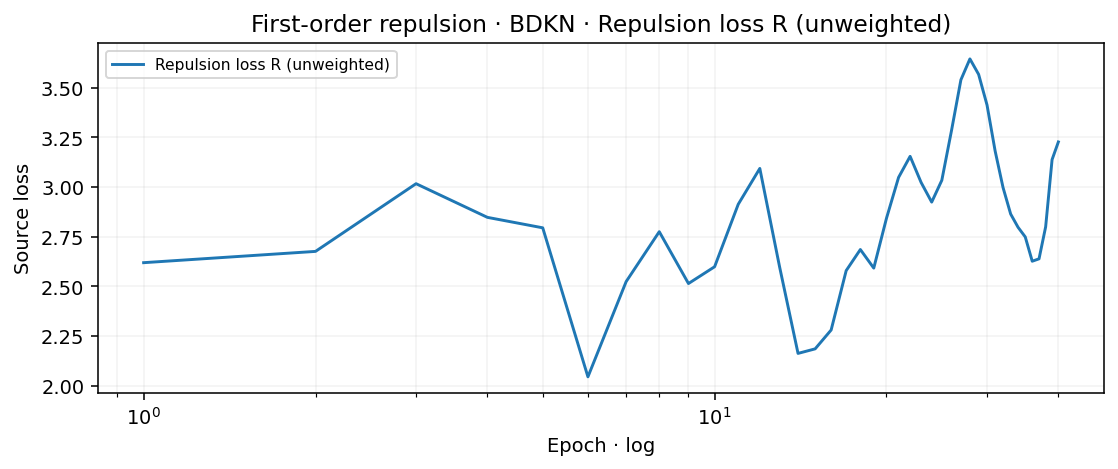 First-order repulsion · BDKN · Repulsion loss R (unweighted)
Repulsion loss R (unweighted)
3.50
3.25
3.00
2.75
2.50
2.25
2.00
Source loss
10⁰
10¹
Epoch · log